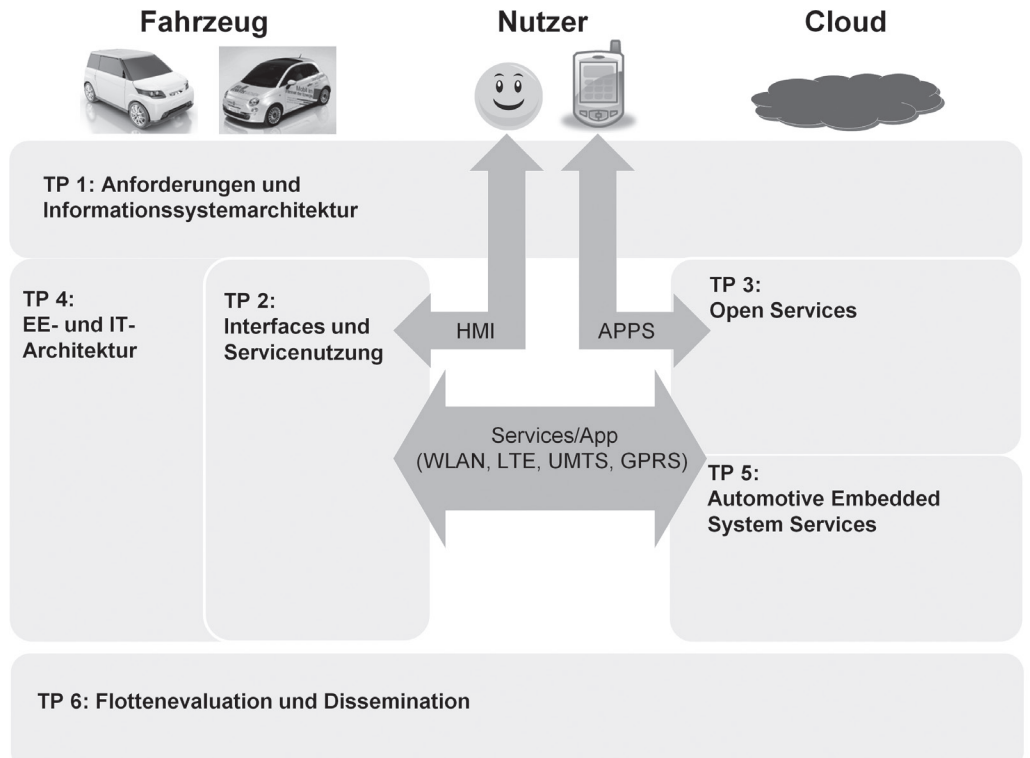 Fahrzeug
Nutzer
Cloud
TP 1: Anforderungen und
Informationssystemarchitektur
TP 4:
EE- und IT-
Architektur
TP 2:
Interfaces und
Servicenutzung
HMI
APPS
TP 3:
Open Services
Services/App
(WLAN, LTE, UMTS, GPRS)
TP 5:
Automotive Embedded
System Services
TP 6: Flottenevaluation und Dissemination